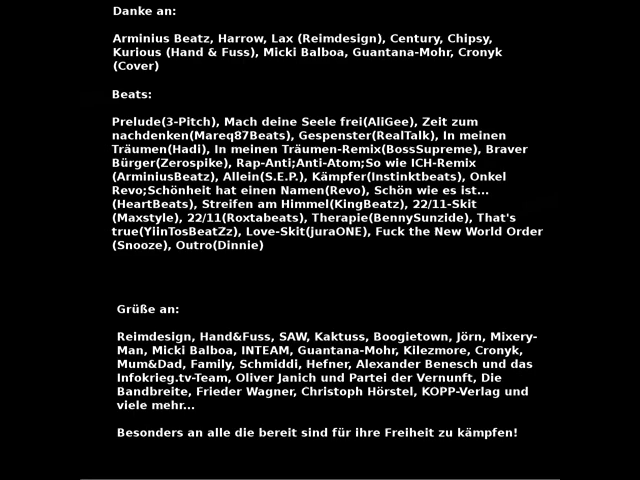 Danke an:
Arminius Beatz, Harrow, Lax (Reimdesign), Century, Chipsy,
Kurious (Hand & Fuss), Micki Balboa, Guantana-Mohr, Cronyk
(Cover)
Beats:
Prelude(3-Pitch), Mach deine Seele frei(AliGee), Zeit zum
nachdenken(Mareq87Beats), Gespenster(RealTalk), In meinen
Träumen(Hadi), In meinen Träumen-Remix(BossSupreme), Braver
Bürger(Zerospike), Rap-Anti;Anti-Atom;So wie ICH-Remix
(ArminiusBeatz), Allein(S.E.P.), Kämpfer(Instinktbeats), Onkel
Revo;Schönheit hat einen Namen(Revo), Schön wie es ist...
(HeartBeats), Streifen am Himmel(KingBeatz), 22/11-Skit
(Maxstyle), 22/11(Roxtabeats), Therapie(BennySunzide), That's
true(YiinTosBeatZz), Love-Skit(juraONE), Fuck the New World Order
(Snooze), Outro(Dinnie)
Grüße an:
Reimdesign, Hand&Fuss, SAW, Kaktuss, Boogietown, Jörn, Mixery-
Man, Micki Balboa, INTEAM, Guantana-Mohr, Kilezmore, Cronyk,
Mum&Dad, Family, Schmiddi, Hefner, Alexander Benesch und das
Infokrieg.tv-Team, Oliver Janich und Partei der Vernunft, Die
Bandbreite, Frieder Wagner, Christoph Hörstel, KOPP-Verlag und
viele mehr...
Besonders an alle die bereit sind für ihre Freiheit zu kämpfen!